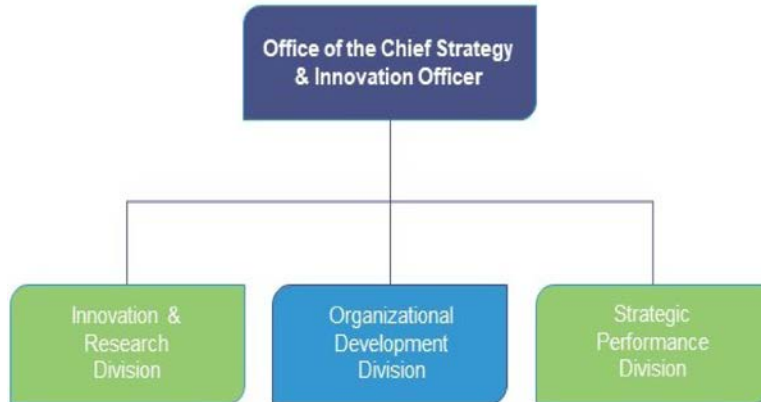 Office of the Chief Strategy
& Innovation Officer
Innovation &
Research
Division
Organizational
Development
Division
Strategic
Performance
Division